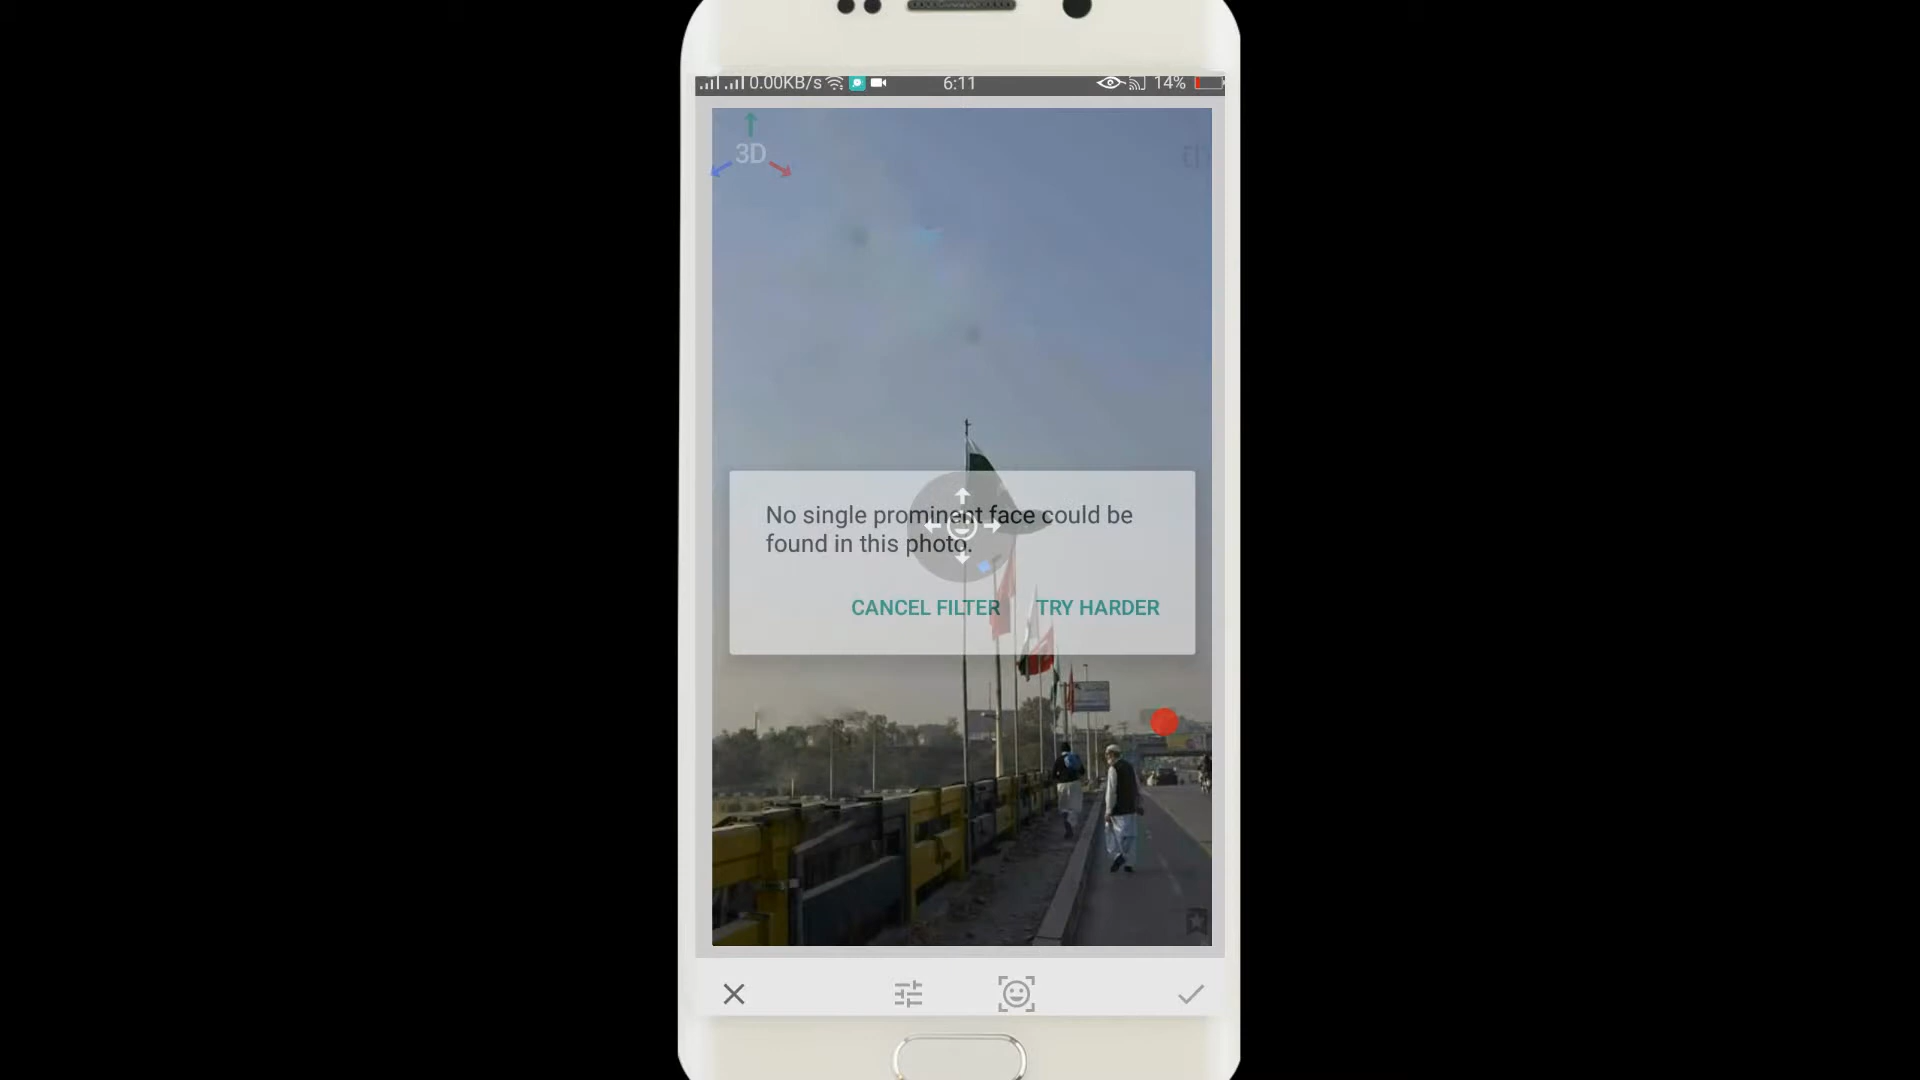 0.00KB/s
6:11
14%
3D
No single prominent face could be
found in this photo.
CANCEL FILTER
TRY HARDER